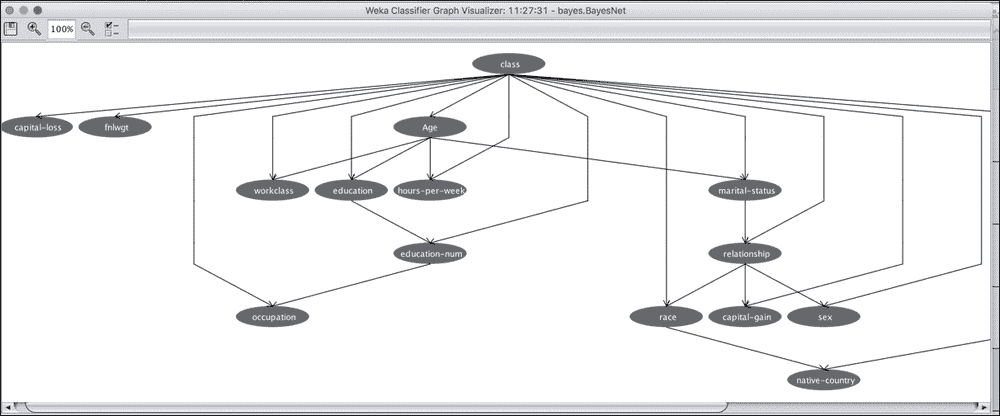 Weka Classifier Graph Visualizer: 11:27:31 - bayes.BayesNet
100%
class
capital-loss
fnlwgt
Age
workclass
education
hours-per-week
marital-status
education-num
relationship
occupation
race
capital-gain
sex
native-country